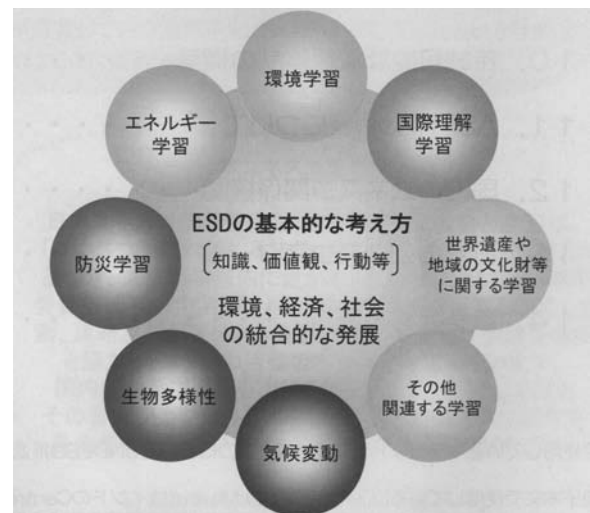 環境学習
国際理解
学習
世界遺産や
地域の文化財等
に関する学習
その他
関連する学習
気候変動
生物多様性
防災学習
エネルギー
学習
ESDの基本的な考え方
〔知識、価値観、行動等〕
環境、経済、社会
の統合的な発展